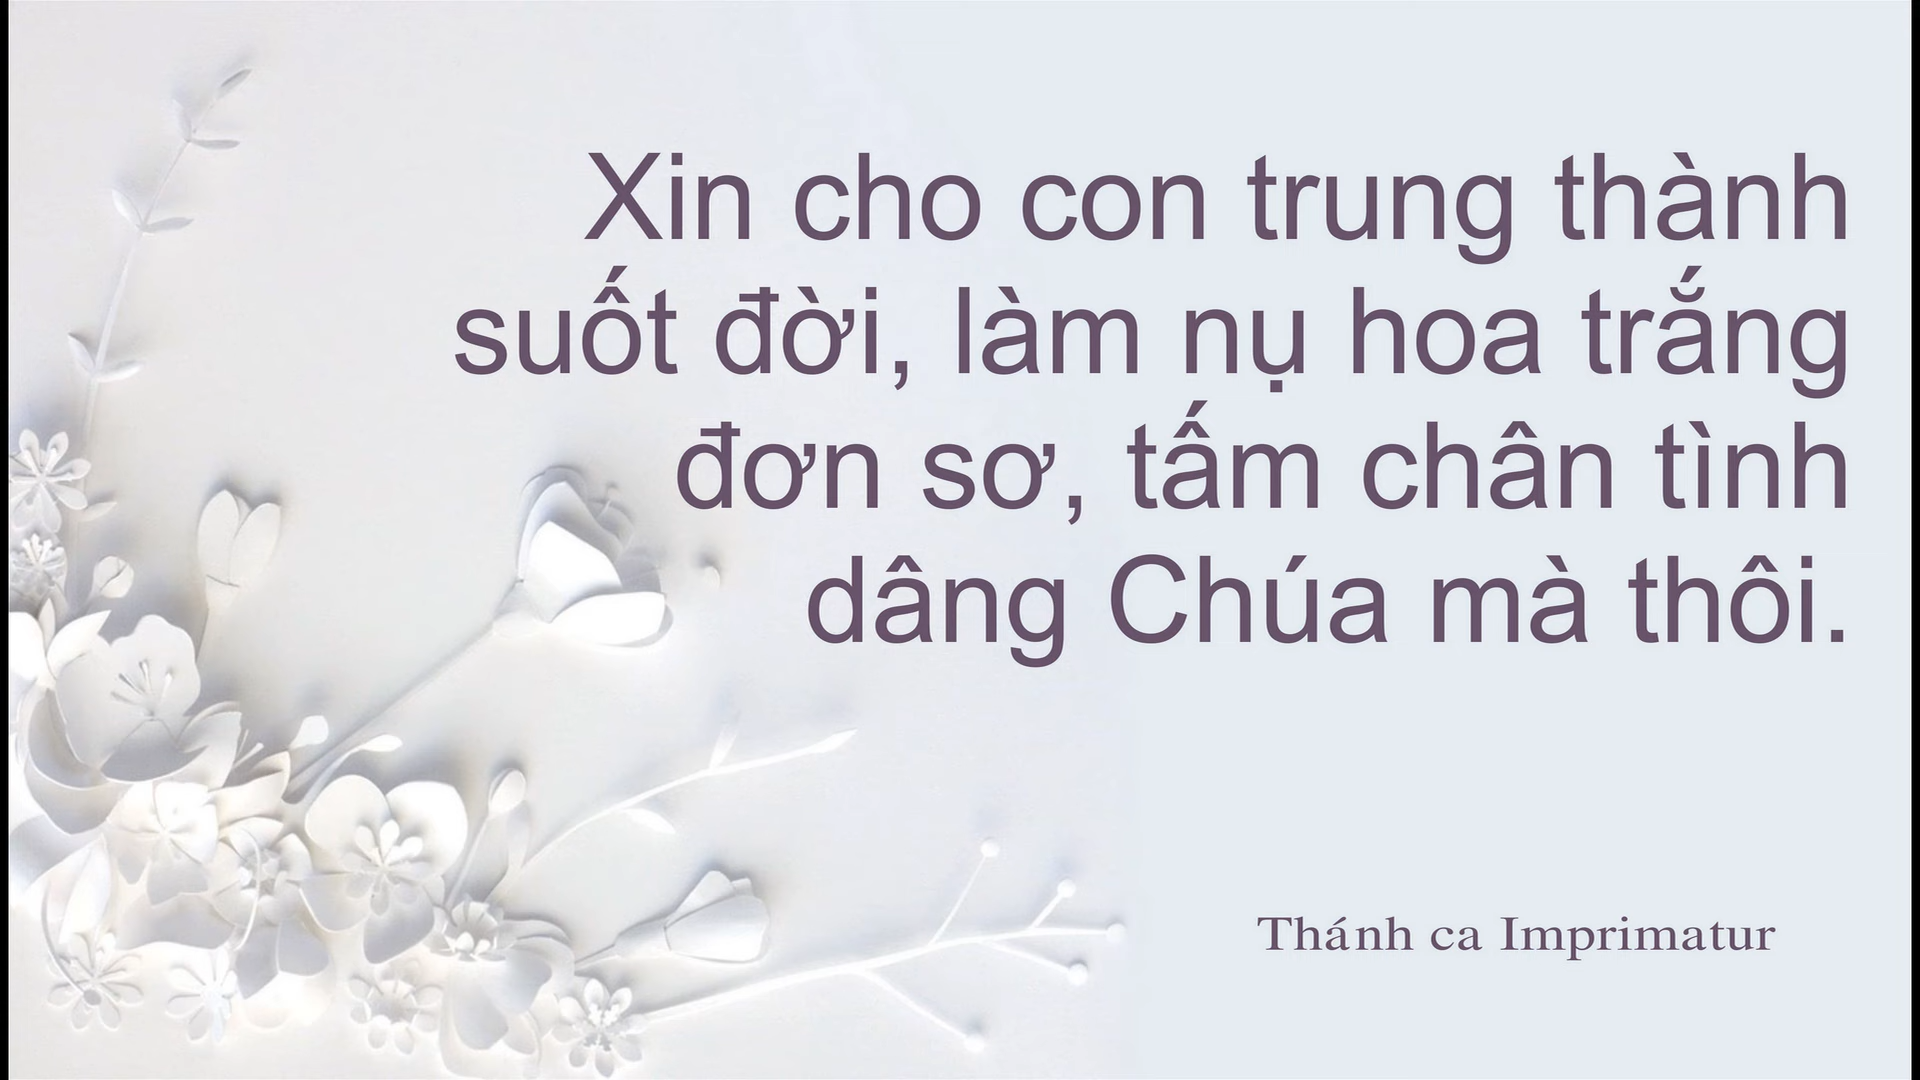 Xin cho con trung thành
suốt đời, làm nụ hoa trắng
đơn sơ, tấm chân tình
dâng Chúa mà thôi.
Thánh ca Imprimatur